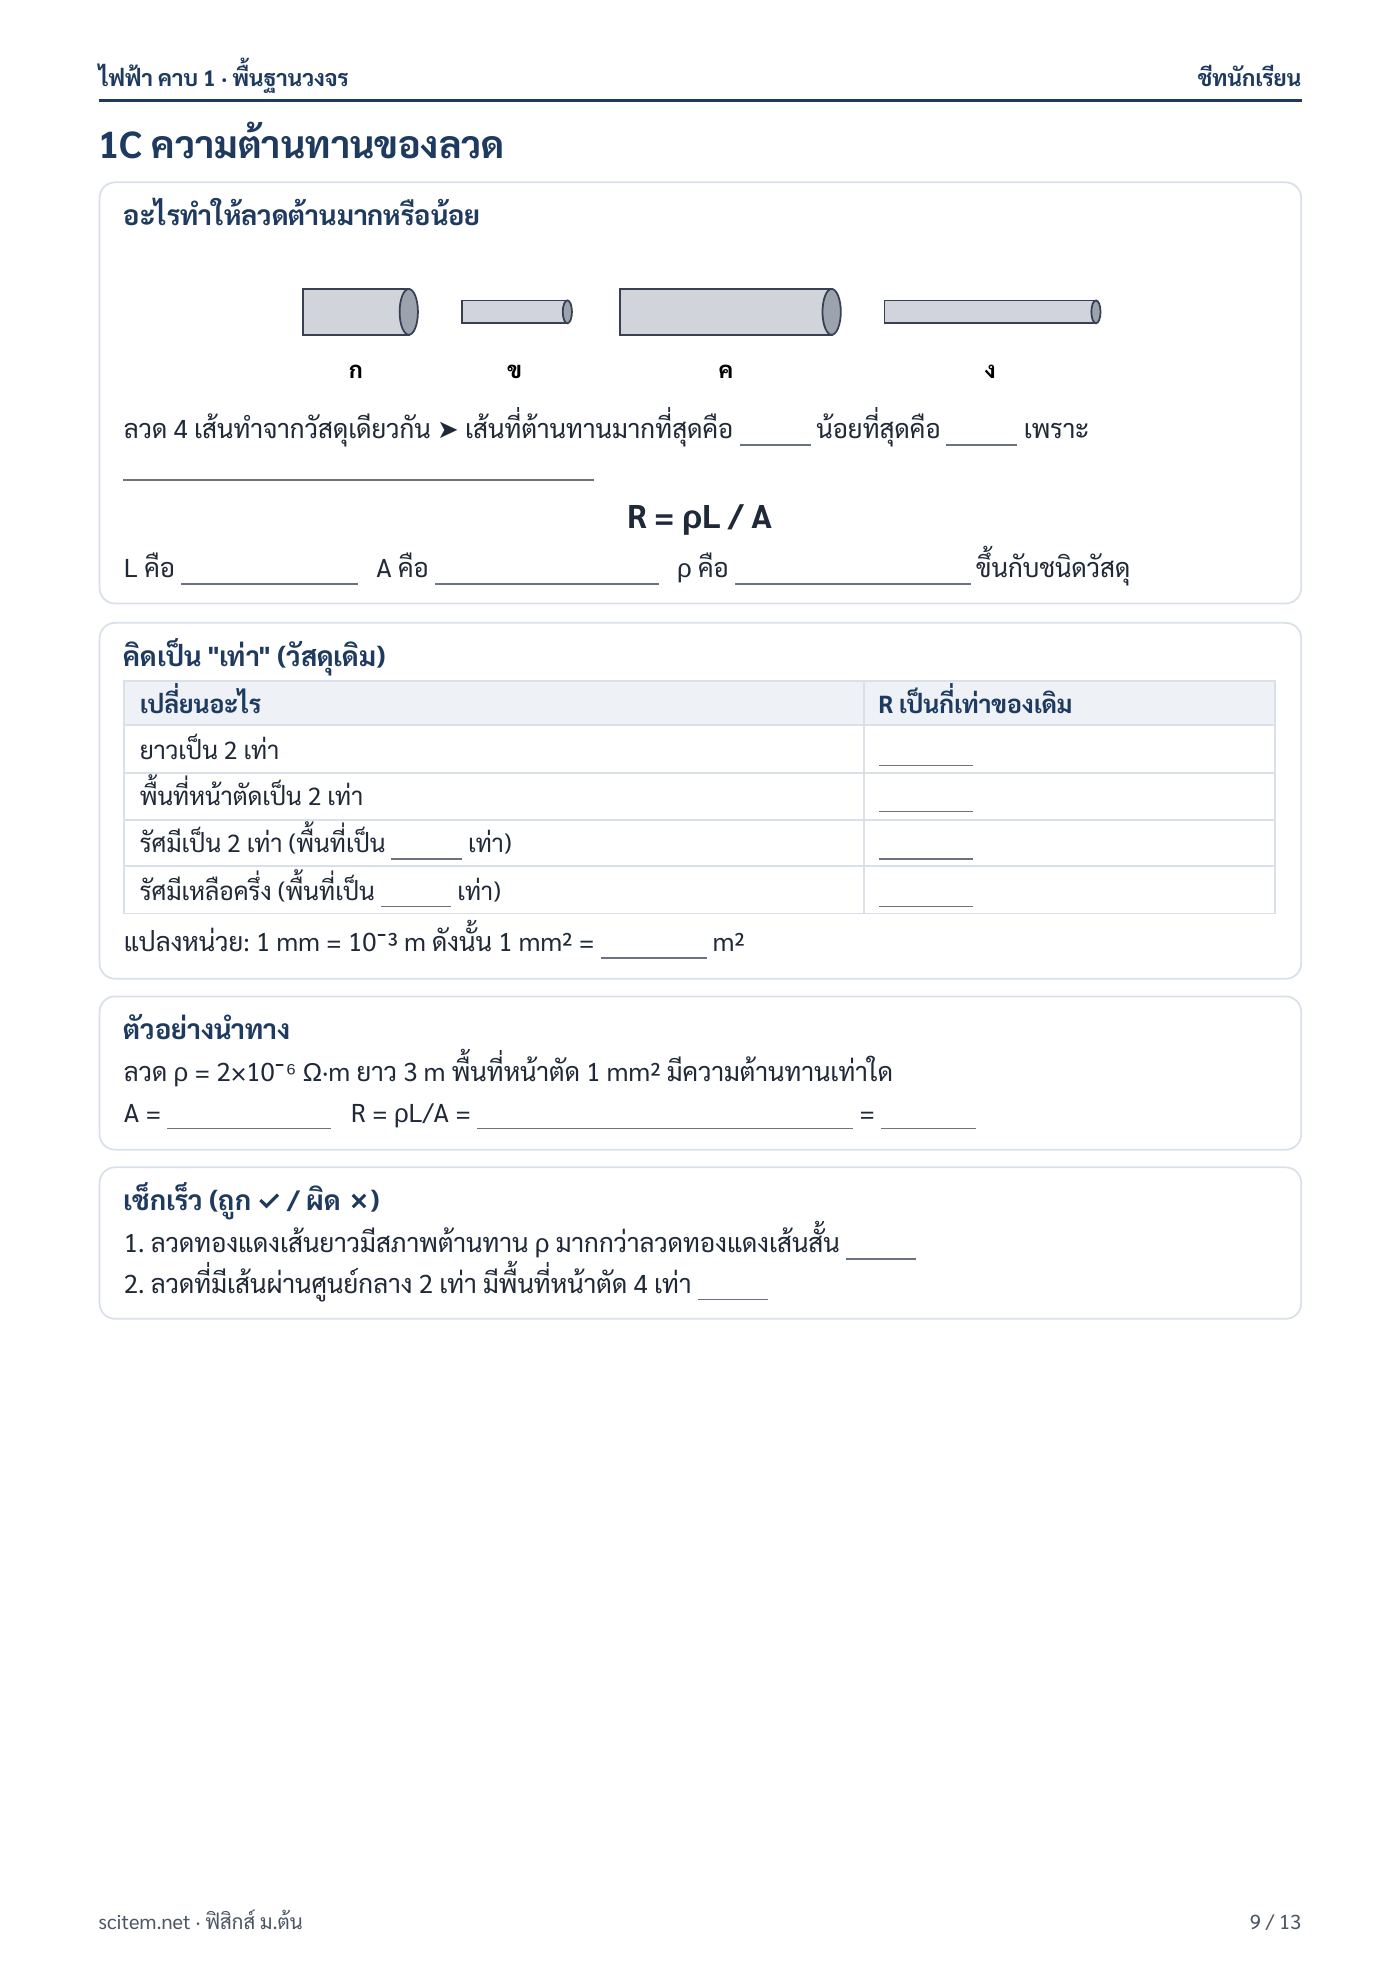 ไฟฟ้า คาบ 1 · พื้นฐานวงจร
ชีทนักเรียน
1C ความต้านทานของลวด
อะไรทำให้ลวดต้านมากหรือน้อย
ก ข ค ง
ลวด 4 เส้นทำจากวัสดุเดียวกัน ➤ เส้นที่ต้านทานมากที่สุดคือ _____ น้อยที่สุดคือ _____ เพราะ
R = ρL / A
L คือ _____ A คือ _____ ρ คือ _____ ขึ้นกับชนิดวัสดุ
คิดเป็น "เท่า" (วัสดุเดิม)
เปลี่ยนอะไร
R เป็นกี่เท่าของเดิม
ยาวเป็น 2 เท่า
พื้นที่หน้าตัดเป็น 2 เท่า
รัศมีเป็น 2 เท่า (พื้นที่เป็น _____ เท่า)
รัศมีเหลือครึ่ง (พื้นที่เป็น _____ เท่า)
แปลงหน่วย: 1 mm = 10⁻³ m ดังนั้น 1 mm² = _____ m²
ตัวอย่างนำทาง
ลวด ρ = 2×10⁻⁶ Ω·m ยาว 3 m พื้นที่หน้าตัด 1 mm² มีความต้านทานเท่าใด
A = _____ R = ρL/A = _____ = _____
เช็กเร็ว (ถูก ✓ / ผิด ✗)
1. ลวดทองแดงเส้นยาวมีสภาพต้านทาน ρ มากกว่าลวดทองแดงเส้นสั้น _____
2. ลวดที่มีเส้นผ่านศูนย์กลาง 2 เท่า มีพื้นที่หน้าตัด 4 เท่า _____
scitem.net · ฟิสิกส์ ม.ต้น
9 / 13